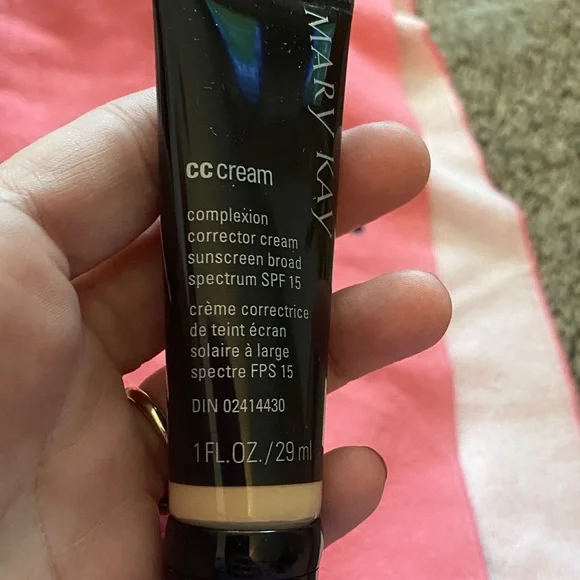 MARY KAY
cc cream
complexion
corrector cream
sunscreen broad
spectrum SPF 15
crème correctrice
de teint écran
solaire à large
spectre FPS 15
DIN 02414430
1 FL.OZ./29 ml